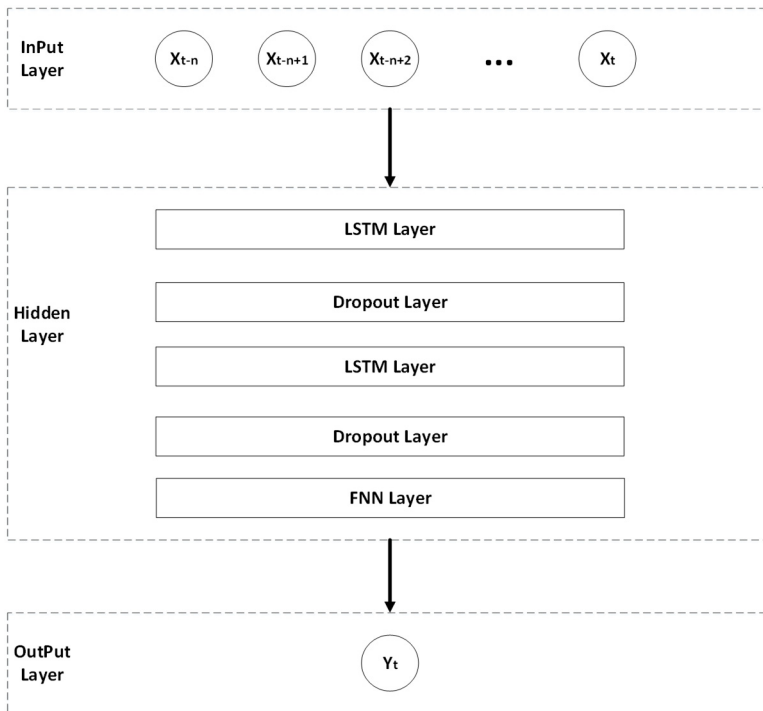 InPut
Layer
Xt-n
Xt-n+1
Xt-n+2
...
Xt
Hidden
Layer
LSTM Layer
Dropout Layer
LSTM Layer
Dropout Layer
FNN Layer
OutPut
Layer
Yt